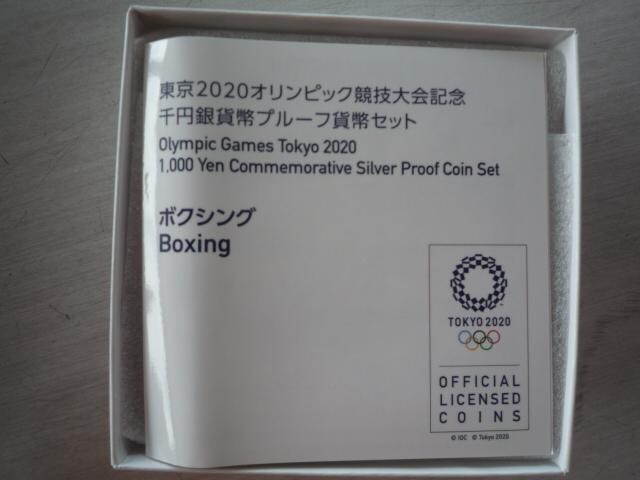 東京2020オリンピック競技大会記念
千円銀貨幣プルーフ貨幣セット
Olympic Games Tokyo 2020
1,000 Yen Commemorative Silver Proof Coin Set
ボクシング
Boxing
TOKYO 2020
OFFICIAL
LICENSED
COINS
© IOC © Tokyo 2020